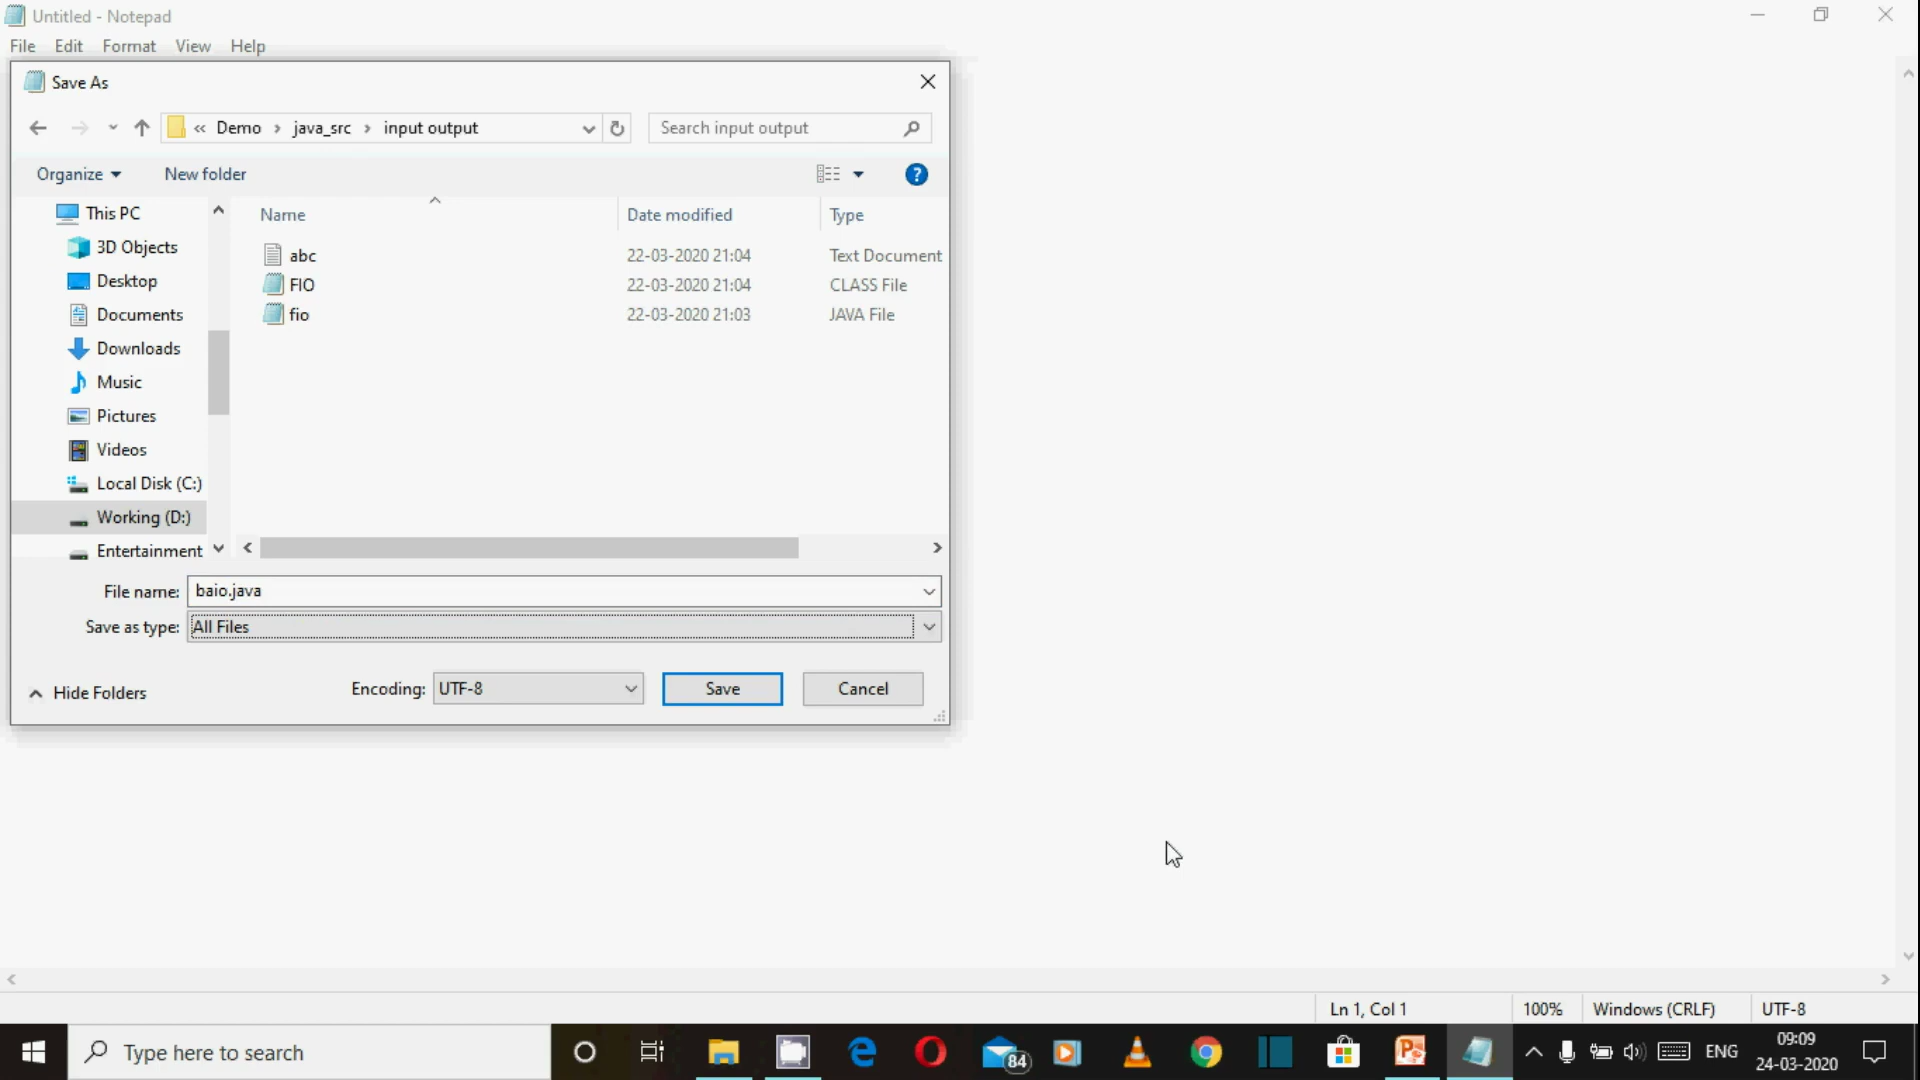 Untitled - Notepad
File Edit Format View Help
Save As
« Demo › java_src › input output
Search input output
Organize New folder
This PC
3D Objects
Desktop
Documents
Downloads
Music
Pictures
Videos
Local Disk (C:)
Working (D:)
Entertainment
Name Date modified Type
abc 22-03-2020 21:04 Text Document
FIO 22-03-2020 21:04 CLASS File
fio 22-03-2020 21:03 JAVA File
File name: baio.java
Save as type: All Files
Hide Folders
Encoding: UTF-8 Save Cancel
Ln 1, Col 1 100% Windows (CRLF) UTF-8
Type here to search
84
ENG
09:09
24-03-2020